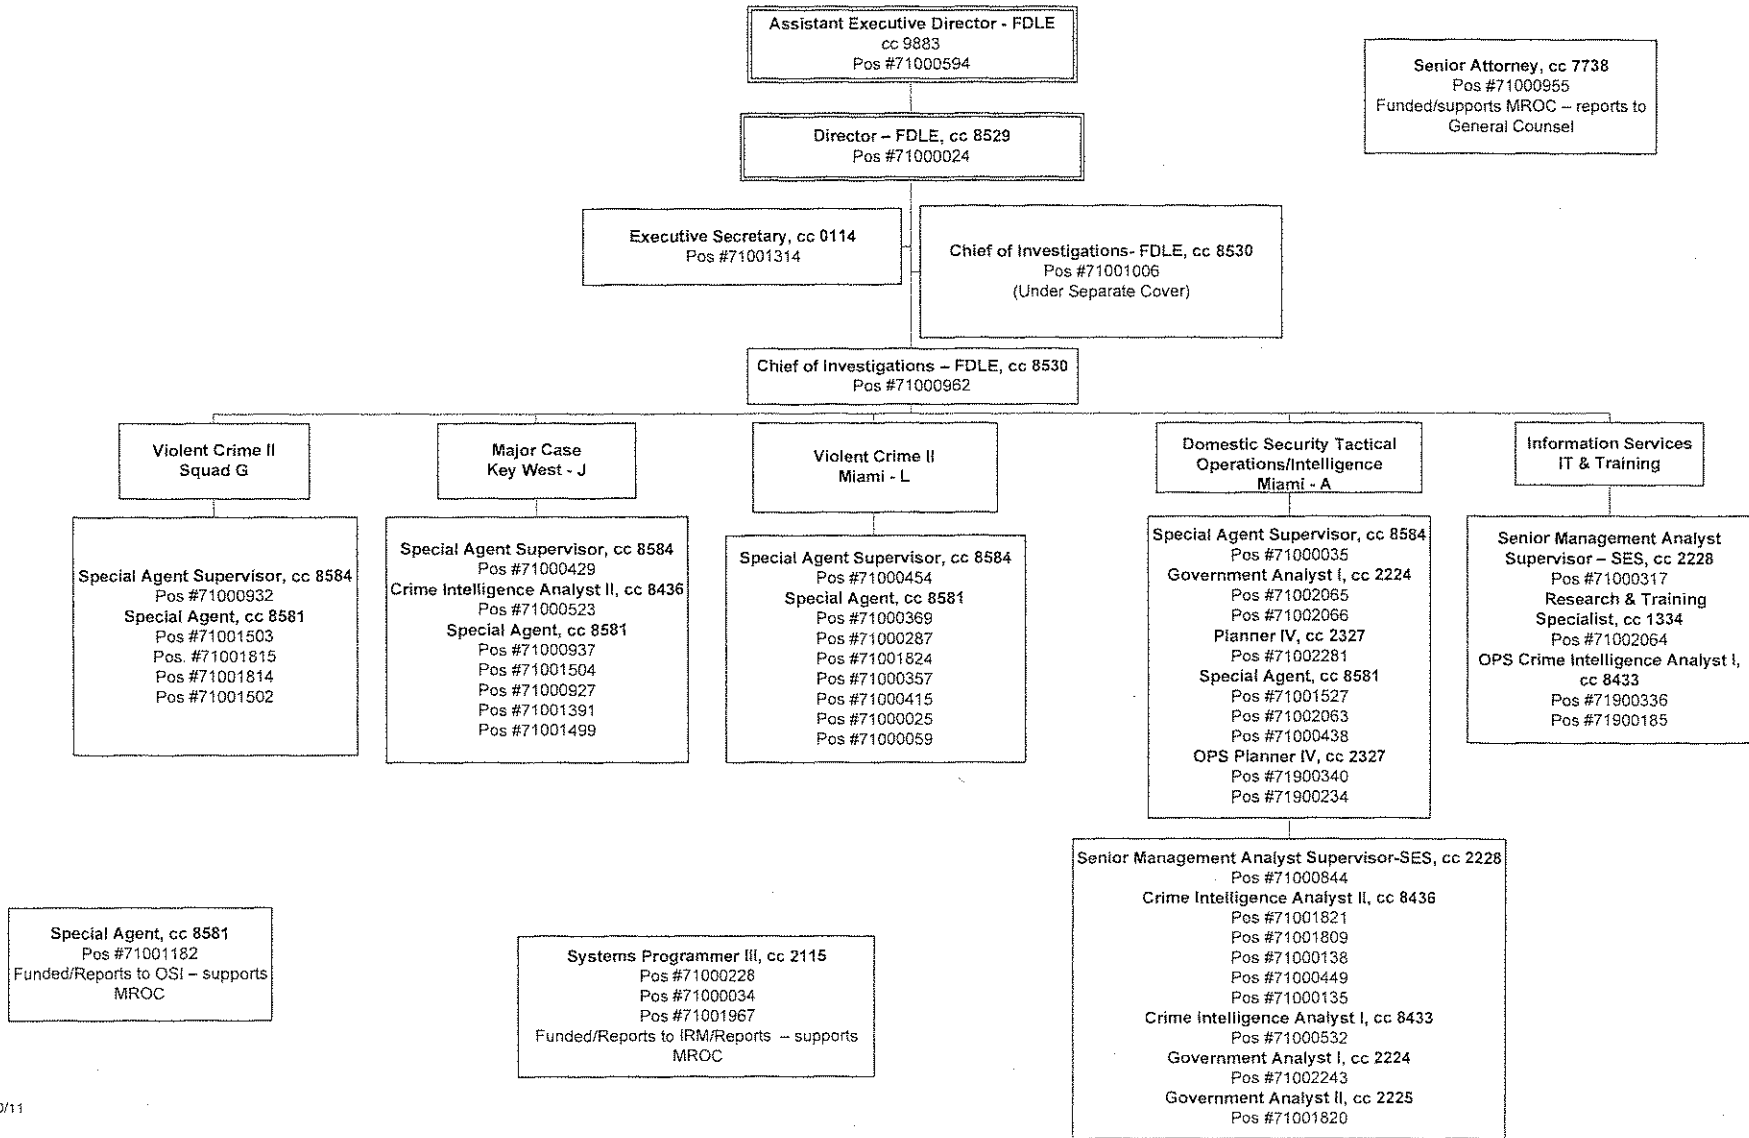 Assistant Executive Director - FDLE
cc 9883
Pos #71000594
Senior Attorney, cc 7738
Pos #71000955
Funded/supports MROC – reports to
General Counsel
Director – FDLE, cc 8529
Pos #71000024
Executive Secretary, cc 0114
Pos #71001314
Chief of Investigations- FDLE, cc 8530
Pos #71001006
(Under Separate Cover)
Chief of Investigations – FDLE, cc 8530
Pos #71000962
Violent Crime II
Squad G
Major Case
Key West - J
Violent Crime II
Miami - L
Domestic Security Tactical
Operations/Intelligence
Miami - A
Information Services
IT & Training
Special Agent Supervisor, cc 8584
Pos #71000932
Special Agent, cc 8581
Pos #71001503
Pos. #71001815
Pos #71001814
Pos #71001502
Special Agent Supervisor, cc 8584
Pos #71000429
Crime Intelligence Analyst II, cc 8436
Pos #71000523
Special Agent, cc 8581
Pos #71000937
Pos #71001504
Pos #71000927
Pos #71001391
Pos #71001499
Special Agent Supervisor, cc 8584
Pos #71000454
Special Agent, cc 8581
Pos #71000369
Pos #71000287
Pos #71001824
Pos #71000357
Pos #71000415
Pos #71000025
Pos #71000059
Special Agent Supervisor, cc 8584
Pos #71000035
Government Analyst I, cc 2224
Pos #71002065
Pos #71002066
Planner IV, cc 2327
Pos #71002281
Special Agent, cc 8581
Pos #71001527
Pos #71002063
Pos #71000438
OPS Planner IV, cc 2327
Pos #71900340
Pos #71900234
Senior Management Analyst
Supervisor – SES, cc 2228
Pos #71000317
Research & Training
Specialist, cc 1334
Pos #71002064
OPS Crime Intelligence Analyst I,
cc 8433
Pos #71900336
Pos #71900185
Senior Management Analyst Supervisor-SES, cc 2228
Pos #71000844
Crime Intelligence Analyst II, cc 8436
Pos #71001821
Pos #71001809
Pos #71000138
Pos #71000449
Pos #71000135
Crime Intelligence Analyst I, cc 8433
Pos #71000532
Government Analyst I, cc 2224
Pos #71002243
Government Analyst II, cc 2225
Pos #71001820
Special Agent, cc 8581
Pos #71001182
Funded/Reports to OSI – supports
MROC
Systems Programmer III, cc 2115
Pos #71000228
Pos #71000034
Pos #71001967
Funded/Reports to IRM/Reports – supports
MROC
0/11